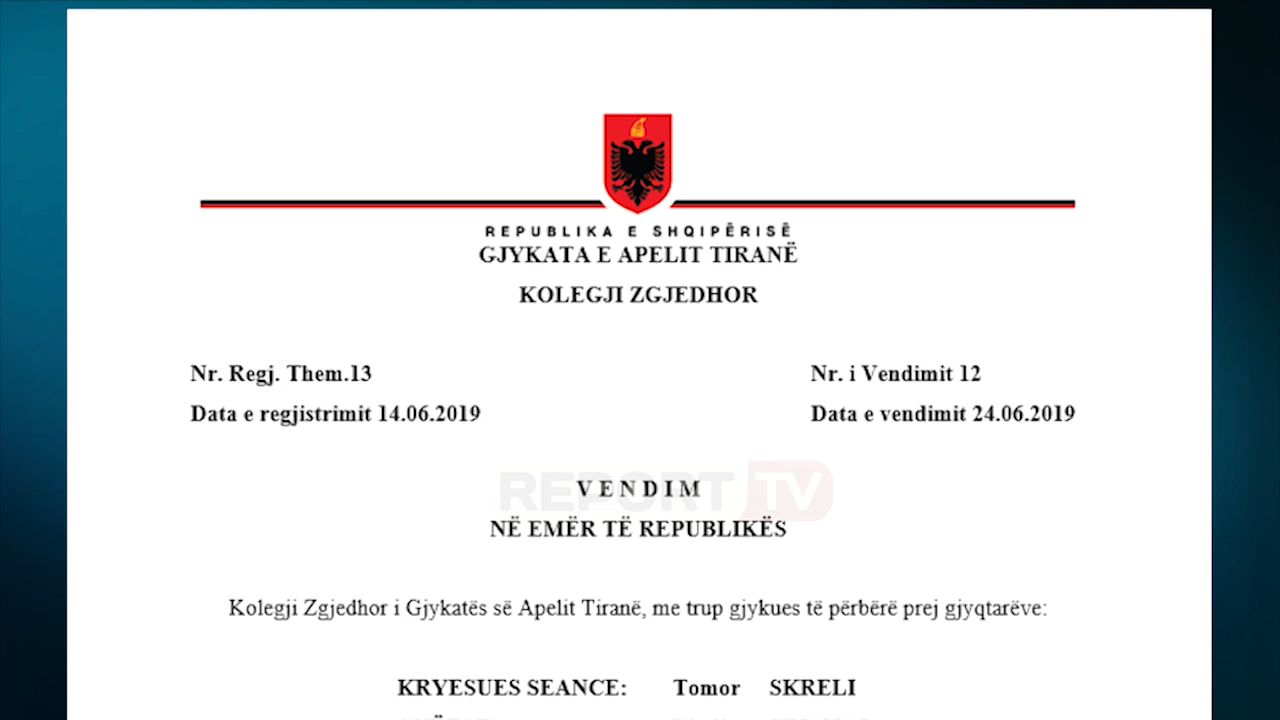 REPUBLIKA E SHQIPËRISË
GJYKATA E APELIT TIRANË
KOLEGJI ZGJEDHOR
Nr. Regj. Them.13
Nr. i Vendimit 12
Data e regjistrimit 14.06.2019
Data e vendimit 24.06.2019
REPORT TV
V E N D I M
NË EMËR TË REPUBLIKËS
Kolegji Zgjedhor i Gjykatës së Apelit Tiranë, me trup gjykues të përbërë prej gjyqtarëve:
KRYESUES SEANCE: Tomor SKRELI